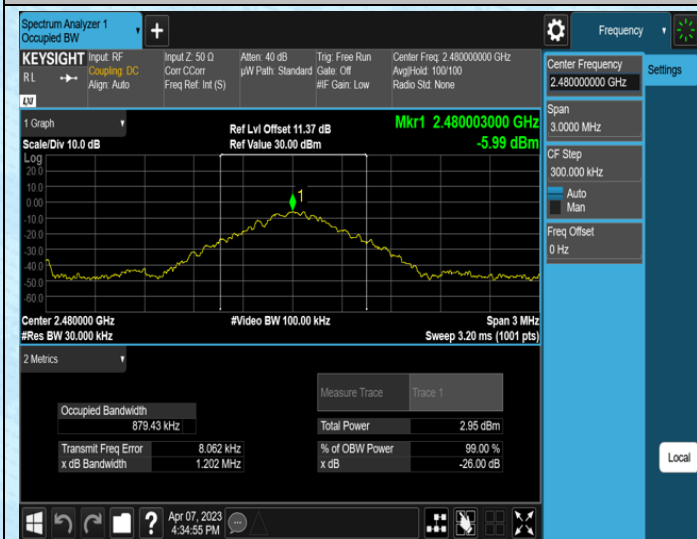 Spectrum Analyzer 1
Occupied BW
Frequency
KEYSIGHT
RL
LXI
Input: RF
Coupling: DC
Align: Auto
Input Z: 50 Ω
Corr CCorr
Freq Ref: Int (S)
Atten: 40 dB
µW Path: Standard
Trig: Free Run
Gate: Off
#IF Gain: Low
Center Freq: 2.480000000 GHz
Avg|Hold: 100/100
Radio Std: None
Center Frequency
2.480000000 GHz
Settings
Span
3.0000 MHz
CF Step
300.000 kHz
Auto
Man
Freq Offset
0 Hz
1 Graph
Scale/Div 10.0 dB
Ref Lvl Offset 11.37 dB
Ref Value 30.00 dBm
Mkr1 2.480003000 GHz
-5.99 dBm
Log
20.0
10.0
0.00
-10.0
-20.0
-30.0
-40.0
-50.0
-60.0
1
Center 2.480000 GHz
#Res BW 30.000 kHz
#Video BW 100.00 kHz
Span 3 MHz
Sweep 3.20 ms (1001 pts)
2 Metrics
Measure Trace
Trace 1
Occupied Bandwidth
879.43 kHz
Total Power
2.95 dBm
Transmit Freq Error
8.062 kHz
% of OBW Power
99.00 %
x dB Bandwidth
1.202 MHz
x dB
-26.00 dB
Local
Apr 07, 2023
4:34:55 PM